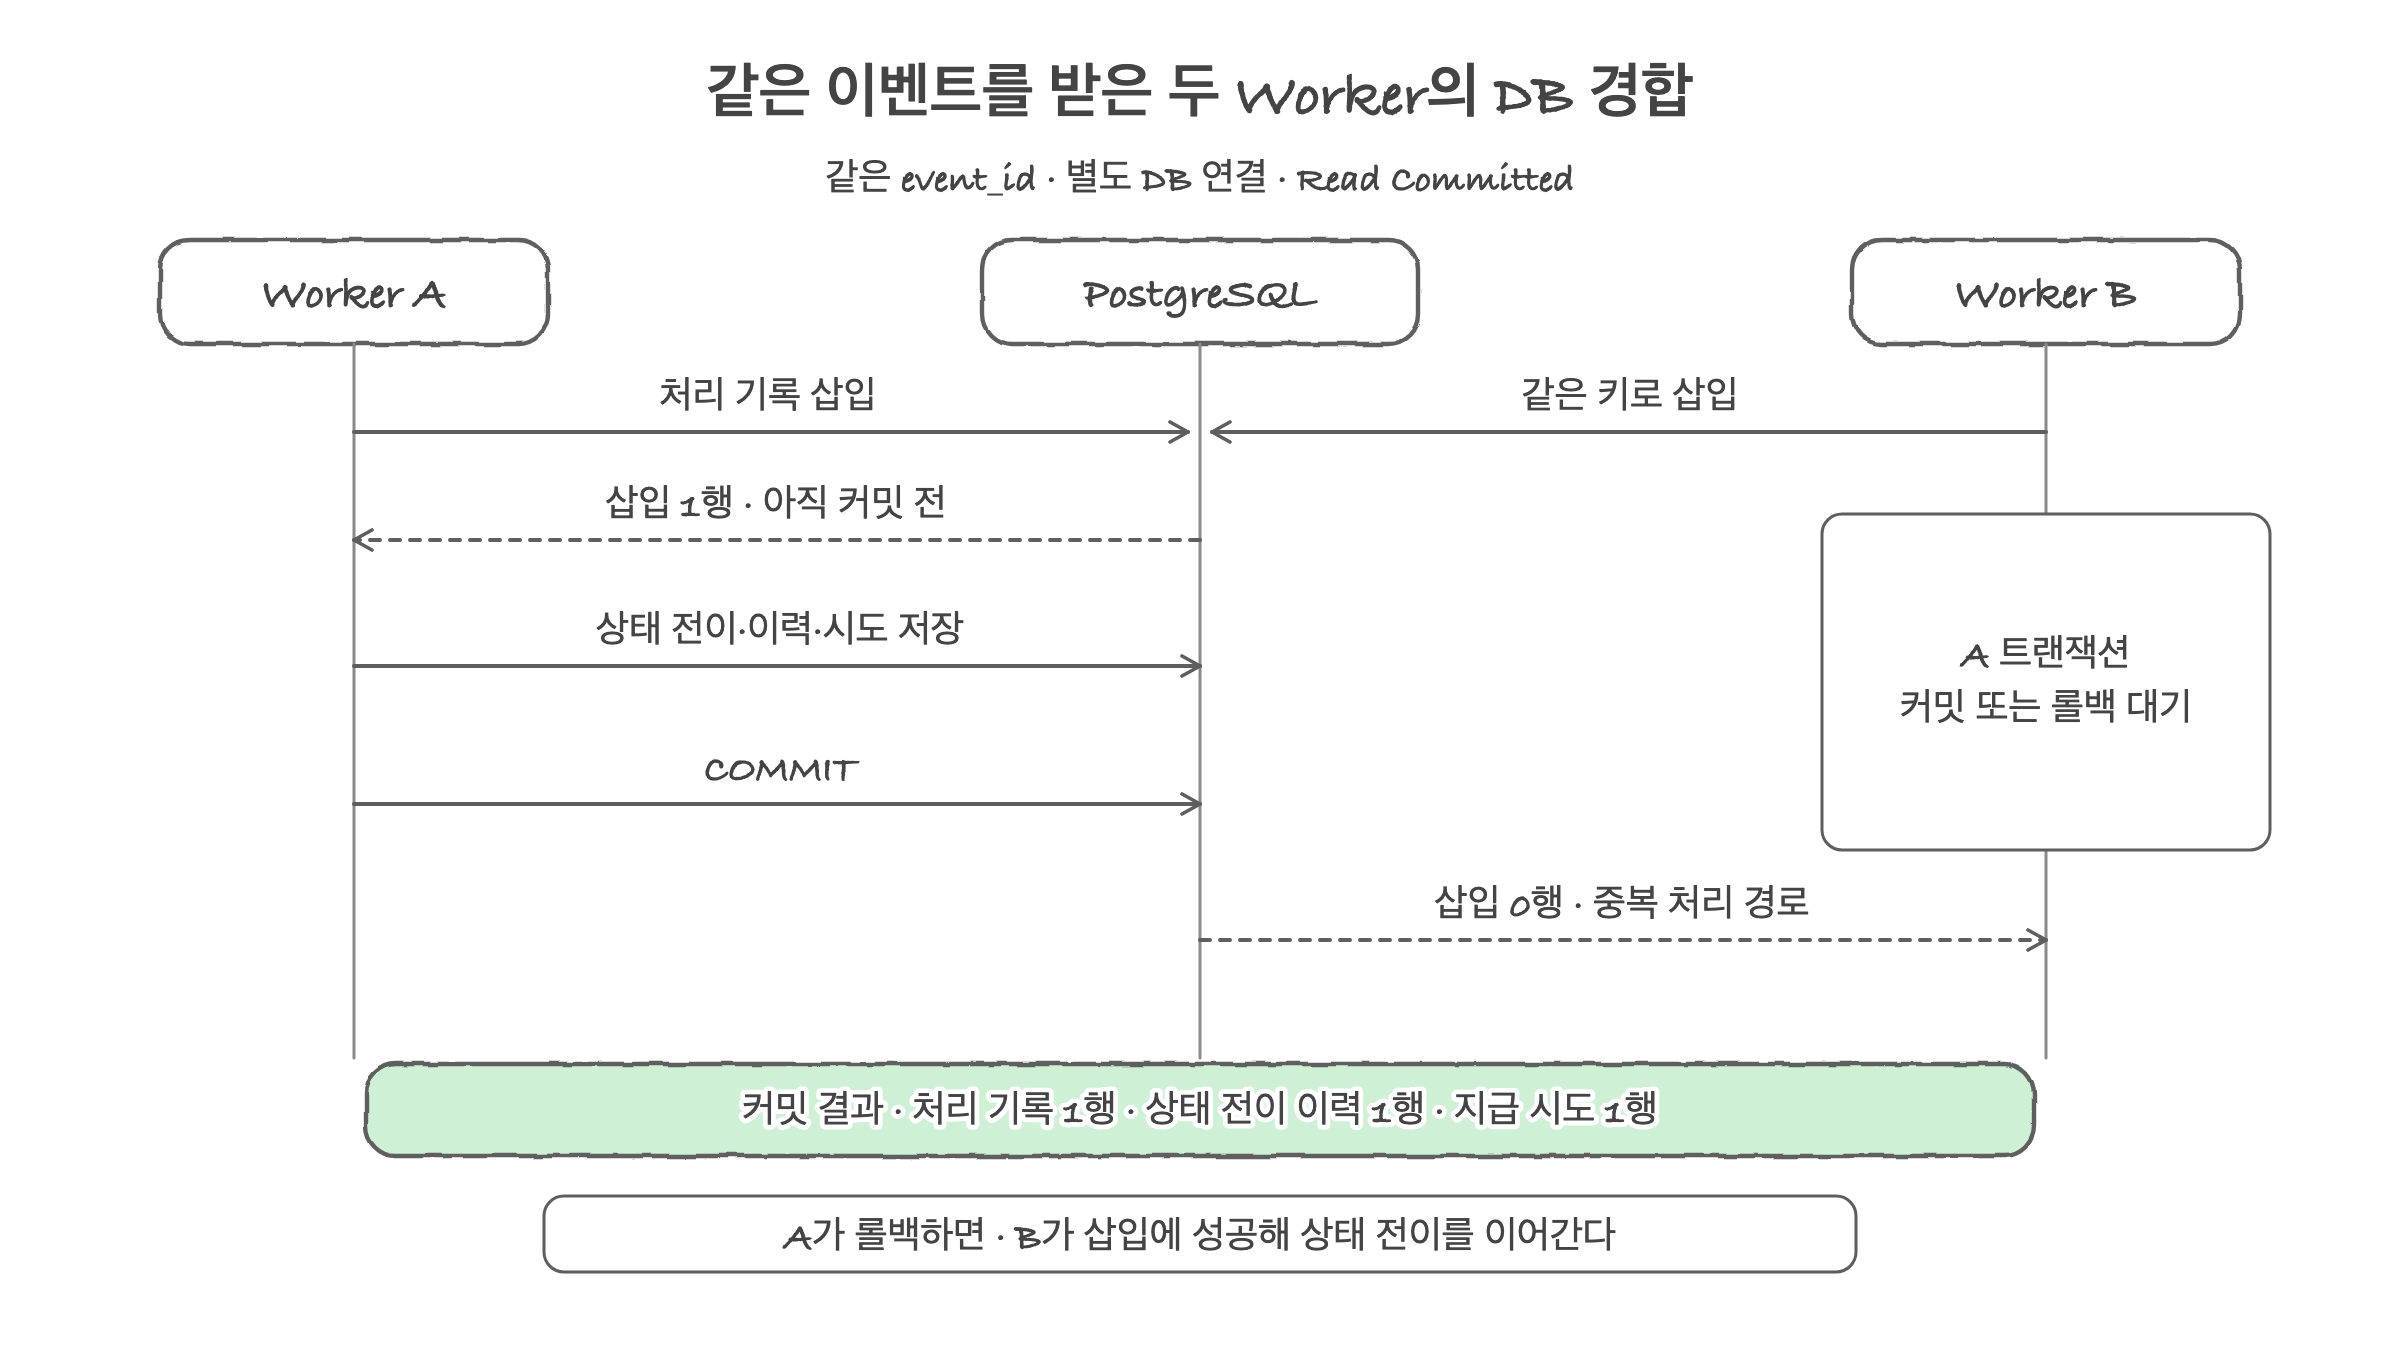 같은 이벤트를 받은 두 Worker의 DB 경합
같은 event_id · 별도 DB 연결 · Read Committed
Worker A
PostgreSQL
Worker B
처리 기록 삽입
같은 키로 삽입
삽입 1행 · 아직 커밋 전
상태 전이·이력·시도 저장
A 트랜잭션
커밋 또는 롤백 대기
COMMIT
삽입 0행 · 중복 처리 경로
커밋 결과 · 처리 기록 1행 · 상태 전이 이력 1행 · 지급 시도 1행
A가 롤백하면 · B가 삽입에 성공해 상태 전이를 이어간다